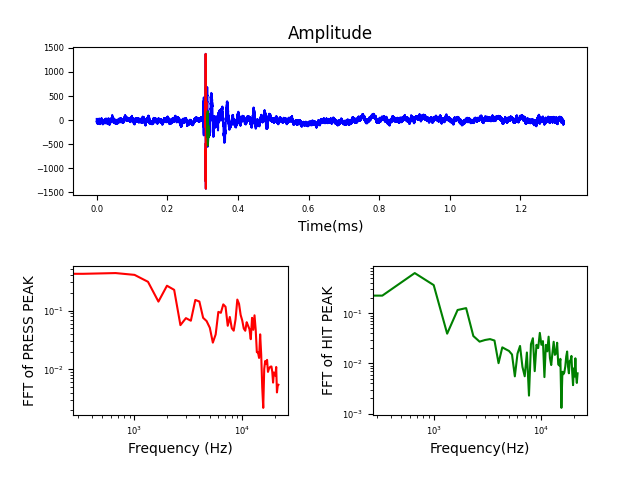 Amplitude
1500
1000
500
0
−500
−1000
−1500
0.0 0.2 0.4 0.6 0.8 1.0 1.2
Time(ms)
FFT of PRESS PEAK
10⁻¹
10⁻²
10³ 10⁴
Frequency (Hz)
FFT of HIT PEAK
10⁻¹
10⁻²
10⁻³
10³ 10⁴
Frequency(Hz)